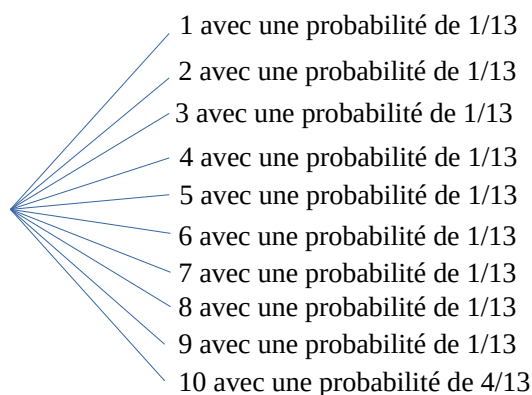 1 avec une probabilité de 1/13
2 avec une probabilité de 1/13
3 avec une probabilité de 1/13
4 avec une probabilité de 1/13
5 avec une probabilité de 1/13
6 avec une probabilité de 1/13
7 avec une probabilité de 1/13
8 avec une probabilité de 1/13
9 avec une probabilité de 1/13
10 avec une probabilité de 4/13